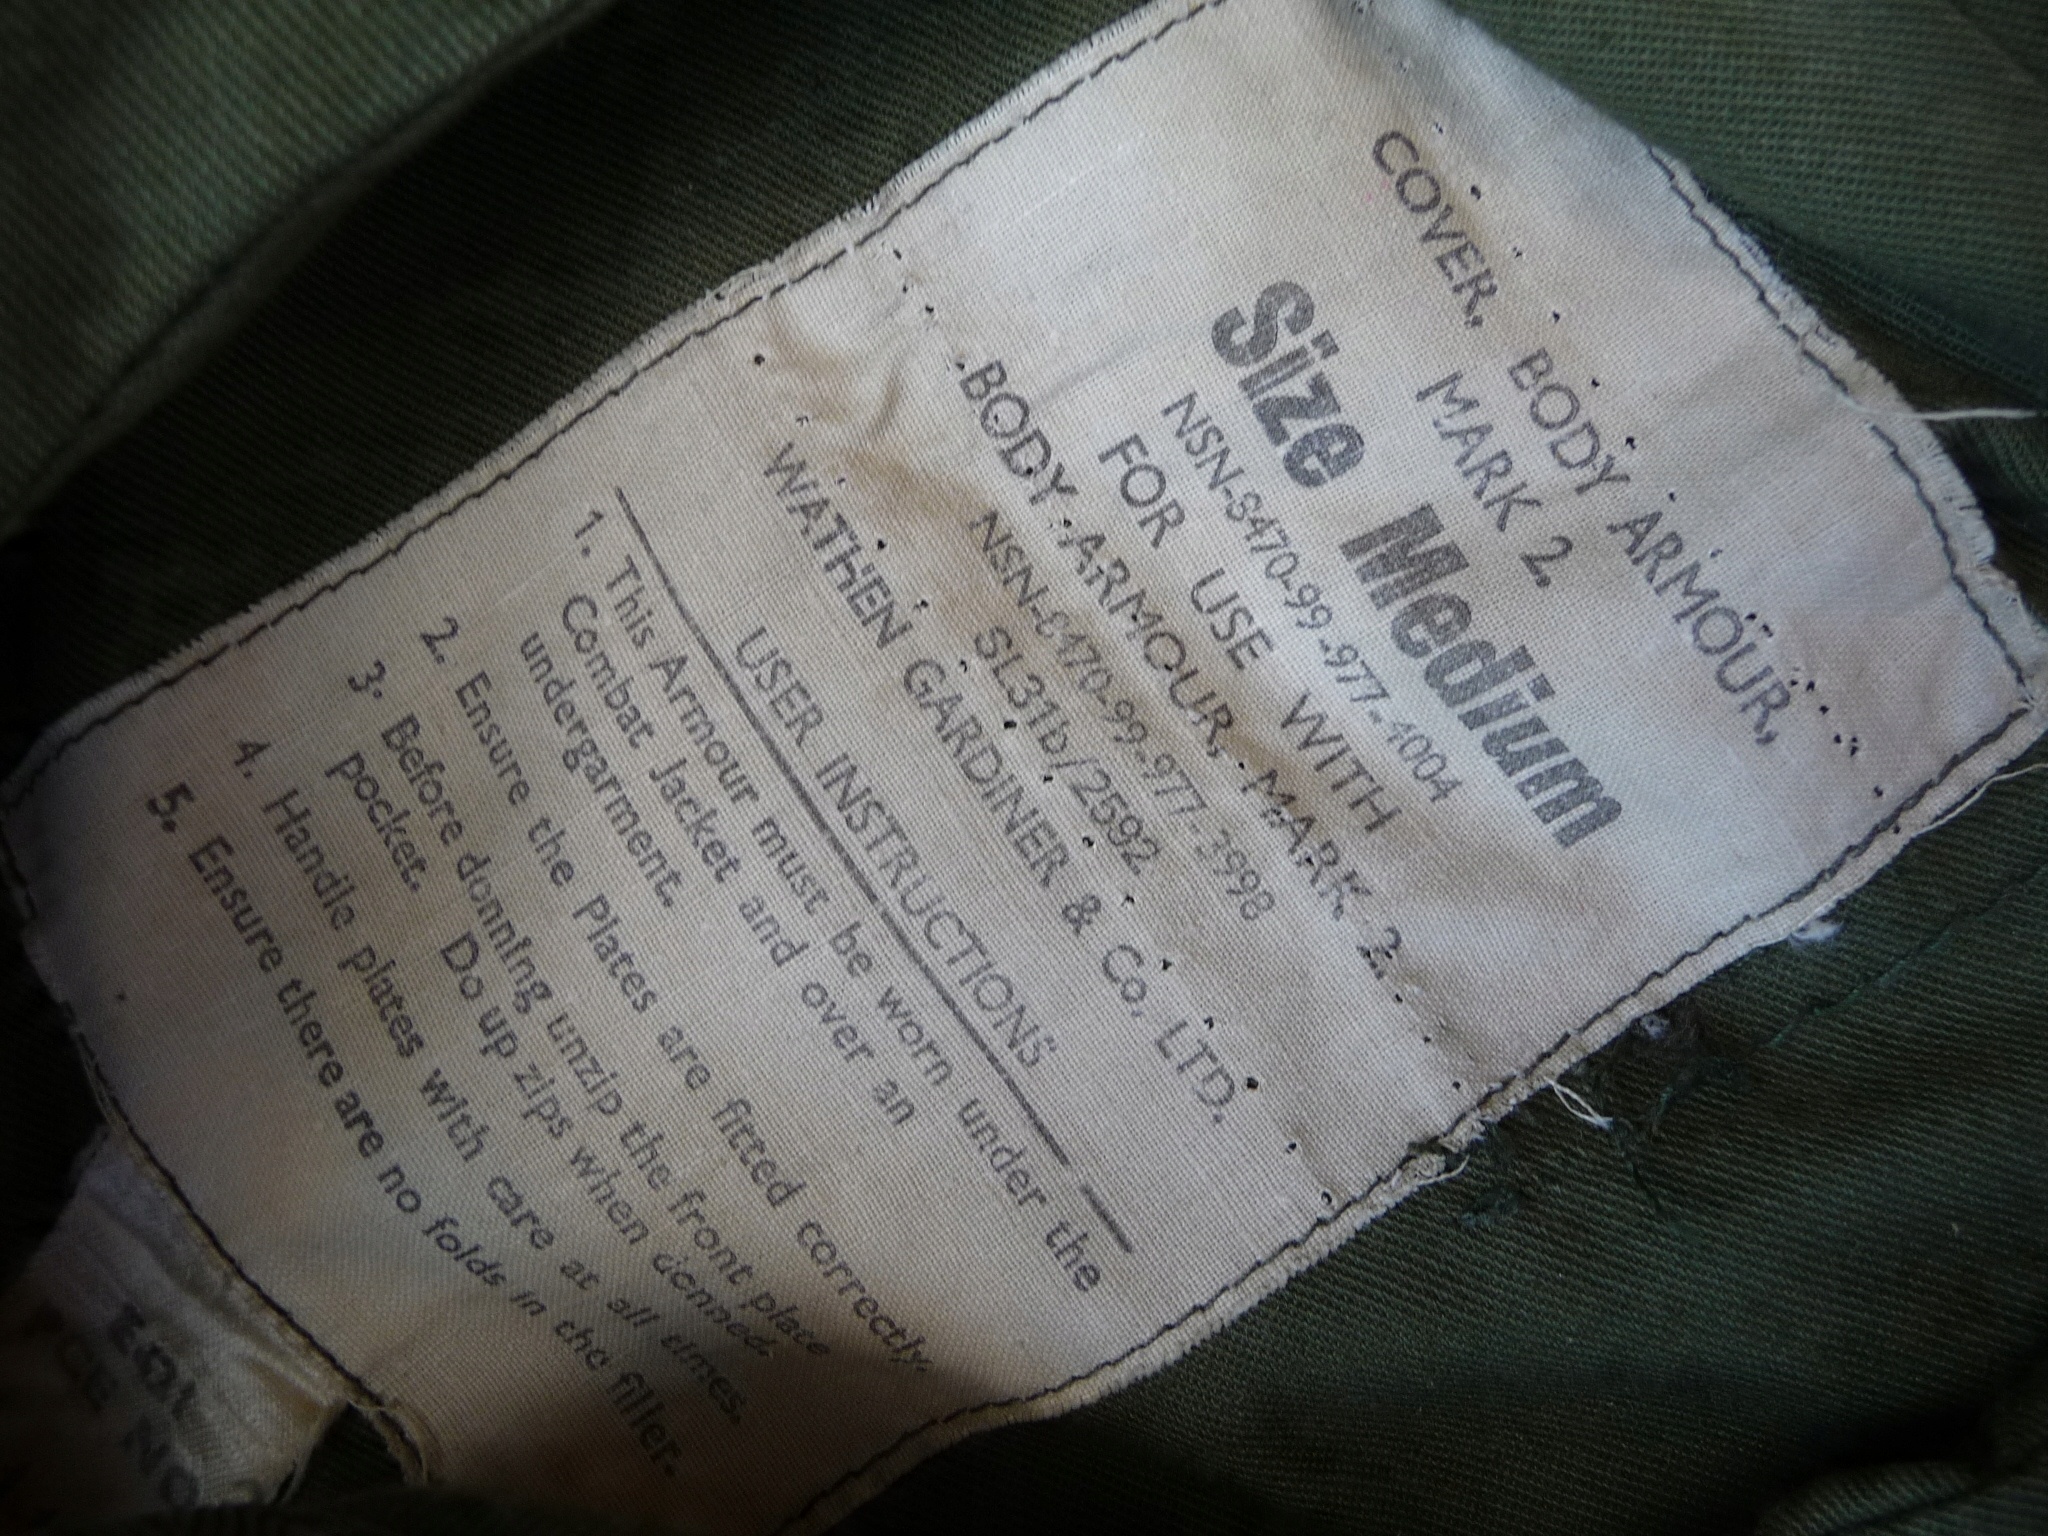 COVER, BODY ARMOUR,
MARK 2.
Size Medium
NSN-8470-99-977-4004
FOR USE WITH
BODY ARMOUR, MARK 2.
NSN-8470-99-977-3998
SL31b/2592
WATHEN GARDINER & Co. LTD.
USER INSTRUCTIONS
1. This Armour must be worn under the
Combat Jacket and over an
undergarment.
2. Ensure the Plates are fitted correctly.
3. Before donning unzip the front place
pocket. Do up zips when donned.
4. Handle plates with care at all times.
5. Ensure there are no folds in the filler.
NO